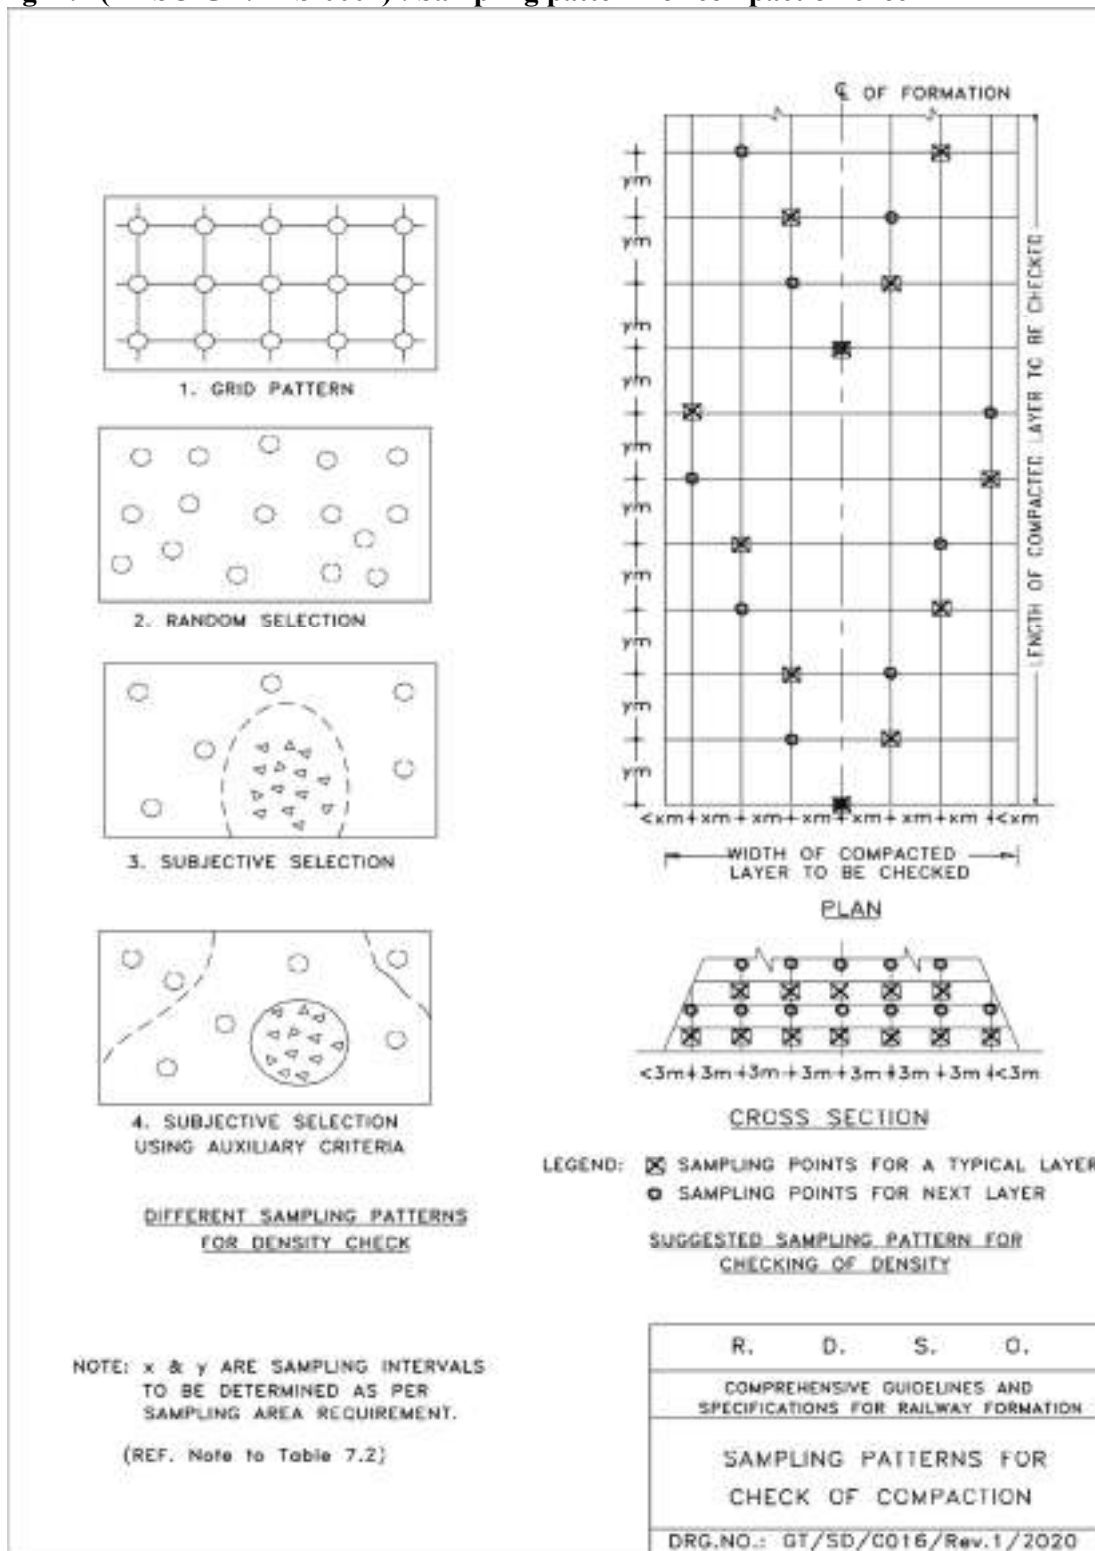 Sampling pattern for compaction check
1. GRID PATTERN
2. RANDOM SELECTION
3. SUBJECTIVE SELECTION
4. SUBJECTIVE SELECTION
USING AUXILIARY CRITERIA
DIFFERENT SAMPLING PATTERNS
FOR DENSITY CHECK
NOTE: x & y ARE SAMPLING INTERVALS
TO BE DETERMINED AS PER
SAMPLING AREA REQUIREMENT.
(REF. Note to Table 7.2)
℄ OF FORMATION
ym
ym
ym
ym
ym
ym
ym
ym
ym
ym
LENGTH OF COMPACTED LAYER TO BE CHECKED
<xm+xm+xm+xm+xm+xm+xm+<xm
WIDTH OF COMPACTED
LAYER TO BE CHECKED
PLAN
<3m+3m+3m+3m+3m+3m+3m+<3m
CROSS SECTION
LEGEND: SAMPLING POINTS FOR A TYPICAL LAYER
SAMPLING POINTS FOR NEXT LAYER
SUGGESTED SAMPLING PATTERN FOR
CHECKING OF DENSITY
R. D. S. O.
COMPREHENSIVE GUIDELINES AND
SPECIFICATIONS FOR RAILWAY FORMATION
SAMPLING PATTERNS FOR
CHECK OF COMPACTION
DRG.NO.: GT/SD/C016/Rev.1/2020